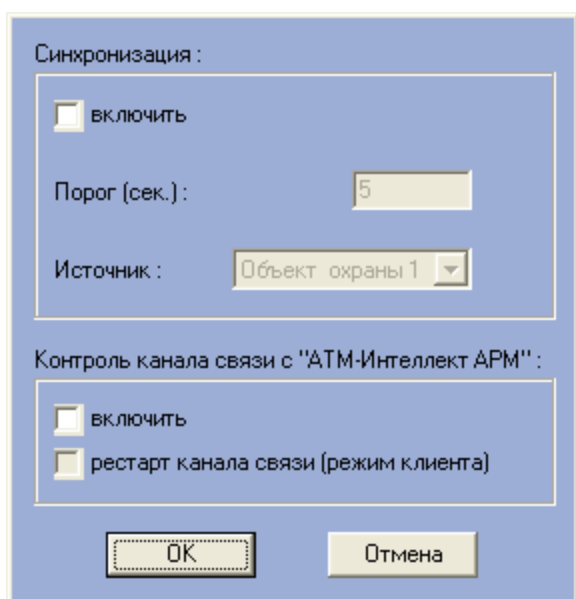 Синхронизация :
включить
Порог (сек.) : 5
Источник : Объект охраны 1
Контроль канала связи с "АТМ-Интеллект АРМ" :
включить
рестарт канала связи (режим клиента)
OK Отмена